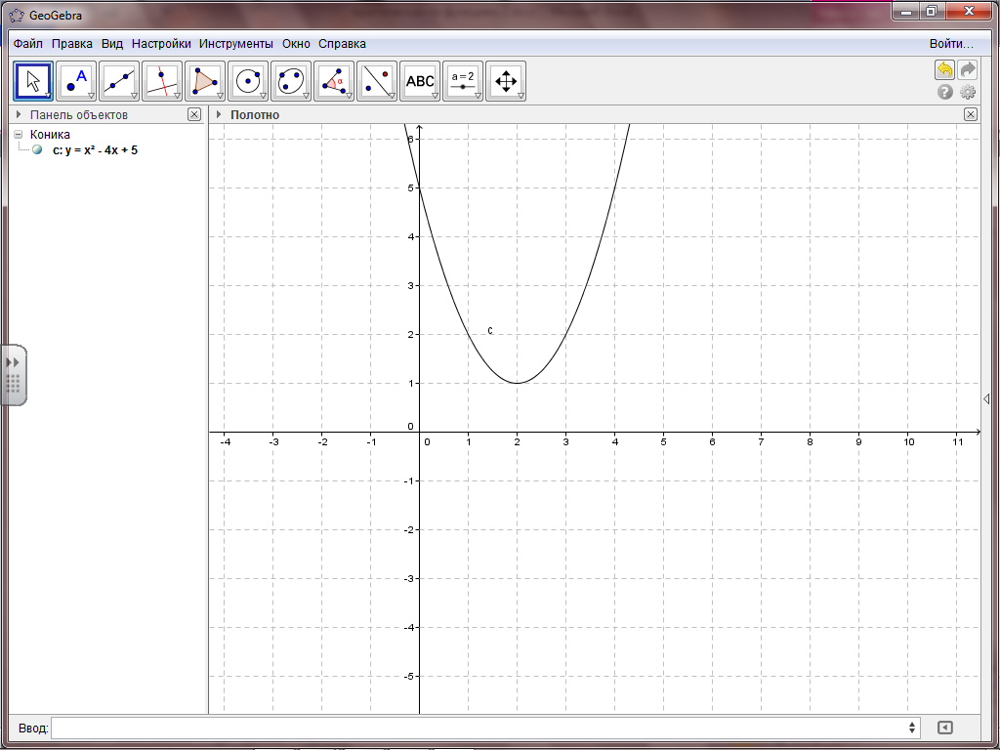 GeoGebra
Файл Правка Вид Настройки Инструменты Окно Справка Войти...
A α ABC a = 2
?
Панель объектов Полотно
Коника
c: y = x² - 4x + 5
6
5
4
3
2
c
1
0
-4 -3 -2 -1 0 1 2 3 4 5 6 7 8 9 10 11
-1
-2
-3
-4
-5
Ввод: